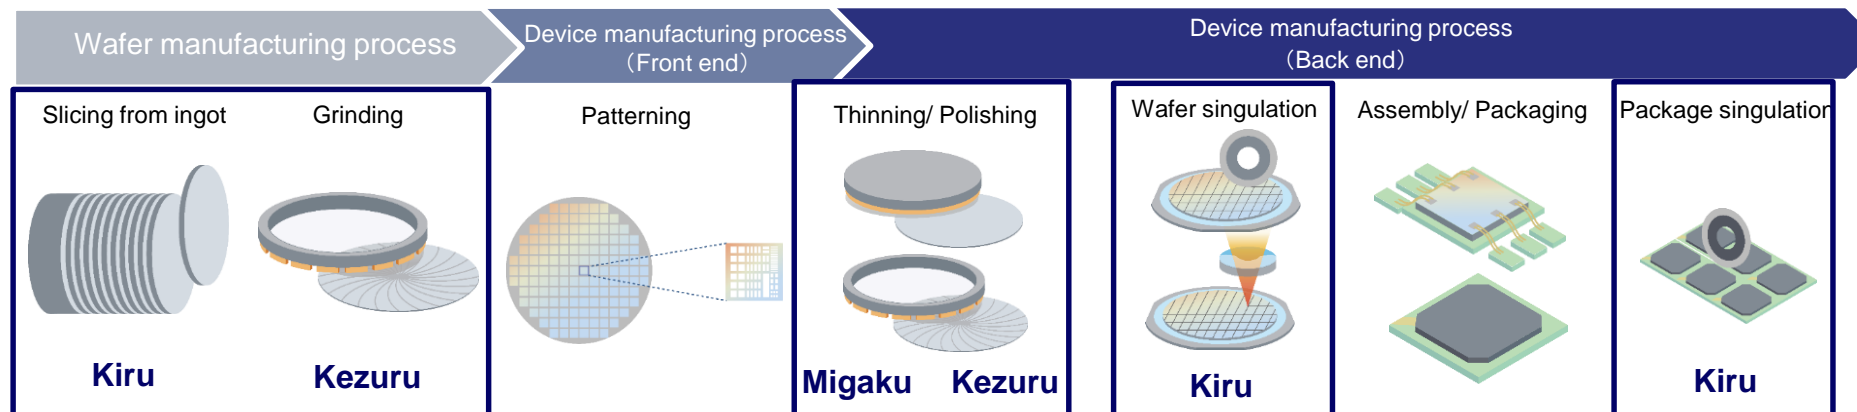 Wafer manufacturing process
Device manufacturing process
（Front end）
Device manufacturing process
（Back end）
Slicing from ingot
Grinding
Patterning
Thinning/ Polishing
Wafer singulation
Assembly/ Packaging
Package singulation
Kiru
Kezuru
Migaku
Kezuru
Kiru
Kiru